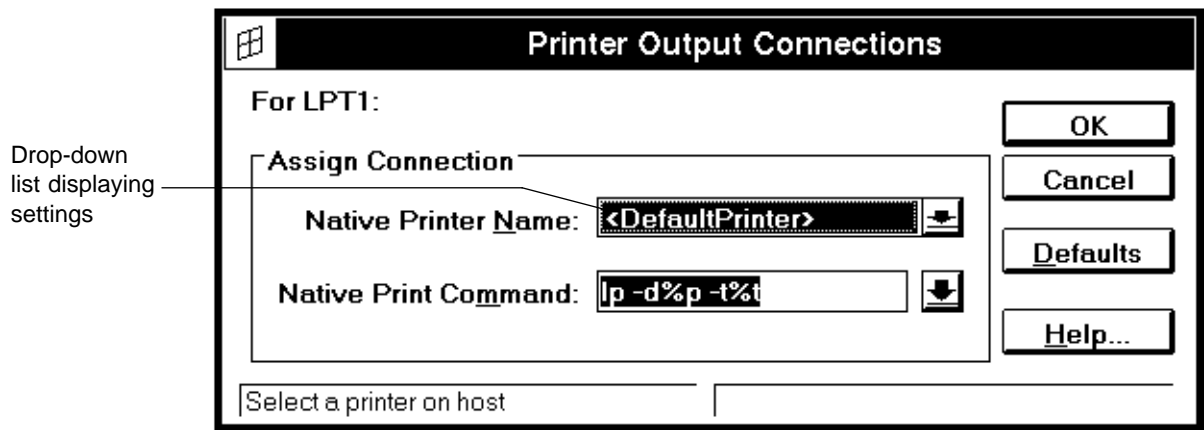 Printer Output Connections
For LPT1:
OK
Drop-down
list displaying
settings
Assign Connection
Cancel
Native Printer Name:
<DefaultPrinter>
Defaults
Native Print Command:
lp -d%p -t%t
Help...
Select a printer on host